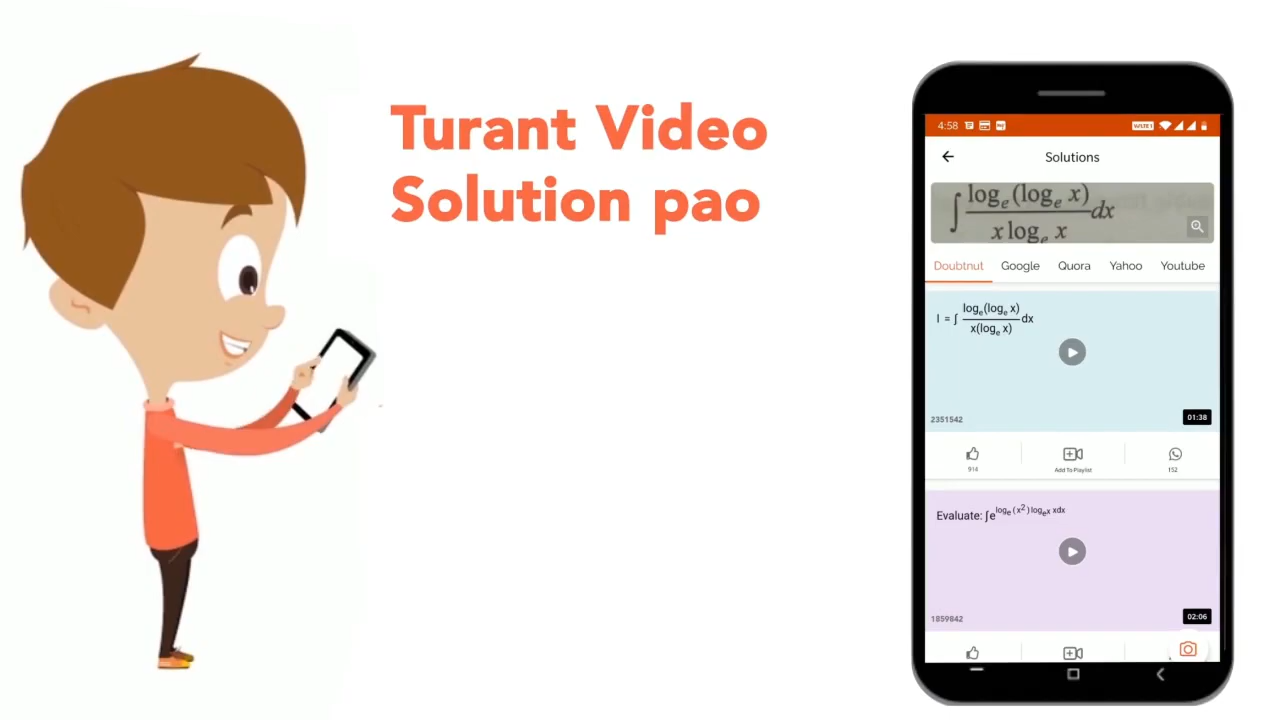 Turant Video
Solution pao
4:58
VoLTE1
Solutions
∫ logₑ(logₑ x) / x logₑ x dx
Doubtnut Google Quora Yahoo Youtube
I = ∫ logₑ(logₑ x) / x(logₑ x) dx
2351542 01:38
914 Add To Playlist 152
Evaluate: ∫e^logₑ(x²)logₑx xdx
1859842 02:06